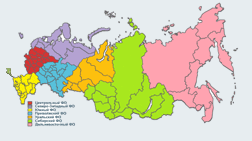 Центральный ФО
Северо-Западный ФО
Южный ФО
Приволжский ФО
Уральский ФО
Сибирский ФО
Дальневосточный ФО